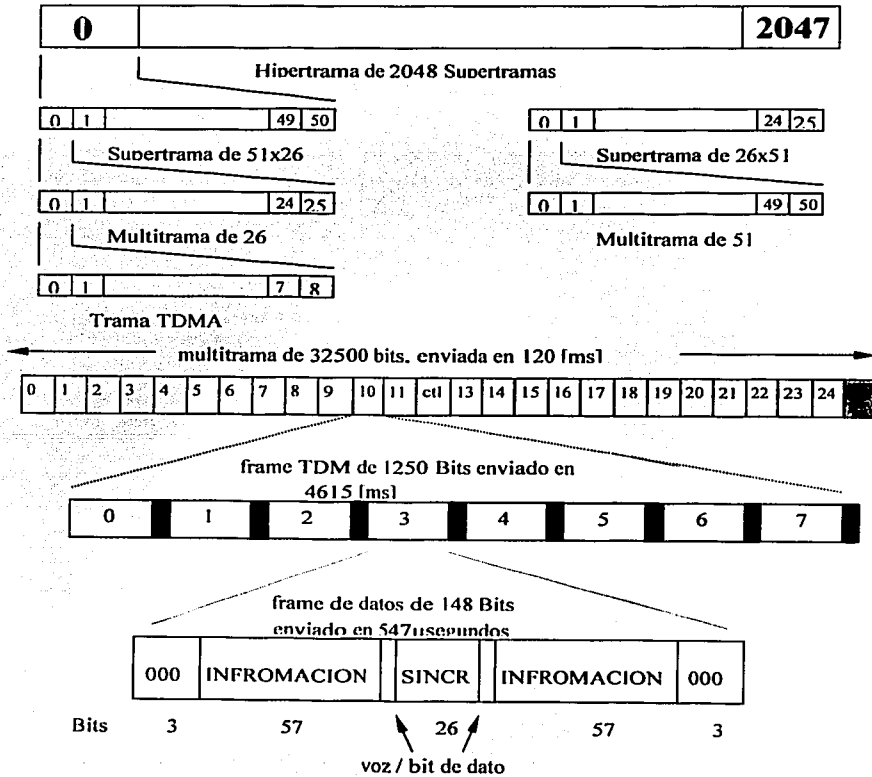 0 2047
Hipertrama de 2048 Supertramas
0 1 49 50
0 1 24 25
Supertrama de 51x26
Supertrama de 26x51
0 1 24 25
0 1 49 50
Multitrama de 26
Multitrama de 51
0 1 7 8
Trama TDMA
multitrama de 32500 bits. enviada en 120 [ms]
0 1 2 3 4 5 6 7 8 9 10 11 ctl 13 14 15 16 17 18 19 20 21 22 23 24
frame TDM de 1250 Bits enviado en
4615 [ms]
0 1 2 3 4 5 6 7
frame de datos de 148 Bits
enviado en 547usegundos
000 INFROMACION SINCR INFROMACION 000
Bits 3 57 26 57 3
voz / bit de dato